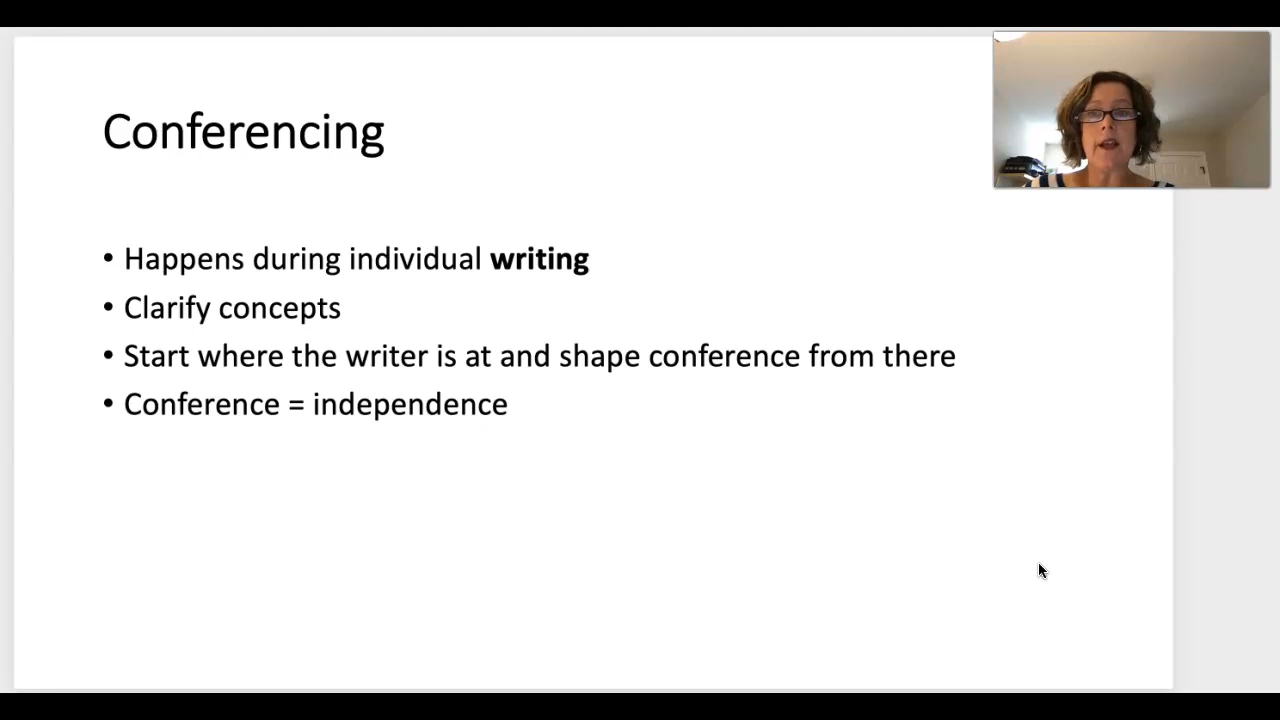 Conferencing
• Happens during individual writing
• Clarify concepts
• Start where the writer is at and shape conference from there
• Conference = independence